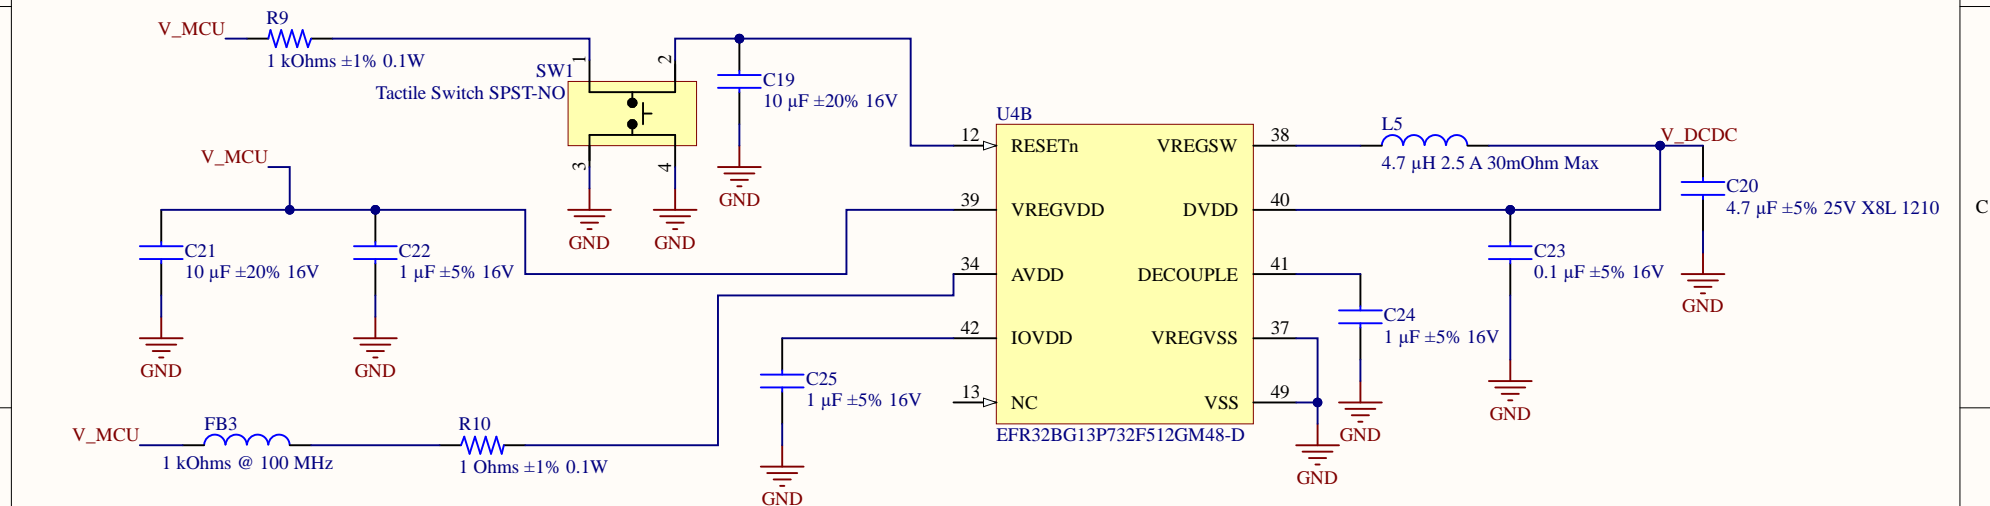 R9
V_MCU
1 kOhms ±1% 0.1W
SW1
Tactile Switch SPST-NO
1
2
3
4
GND
GND
C19
10 µF ±20% 16V
GND
V_MCU
C21
10 µF ±20% 16V
GND
C22
1 µF ±5% 16V
GND
V_MCU
FB3
1 kOhms @ 100 MHz
R10
1 Ohms ±1% 0.1W
C25
1 µF ±5% 16V
GND
U4B
12 RESETn
39 VREGVDD
34 AVDD
42 IOVDD
13 NC
VREGSW 38
DVDD 40
DECOUPLE 41
VREGVSS 37
VSS 49
EFR32BG13P732F512GM48-D
L5
4.7 µH 2.5 A 30mOhm Max
V_DCDC
C20
4.7 µF ±5% 25V X8L 1210
GND
C23
0.1 µF ±5% 16V
GND
C24
1 µF ±5% 16V
GND
GND
C